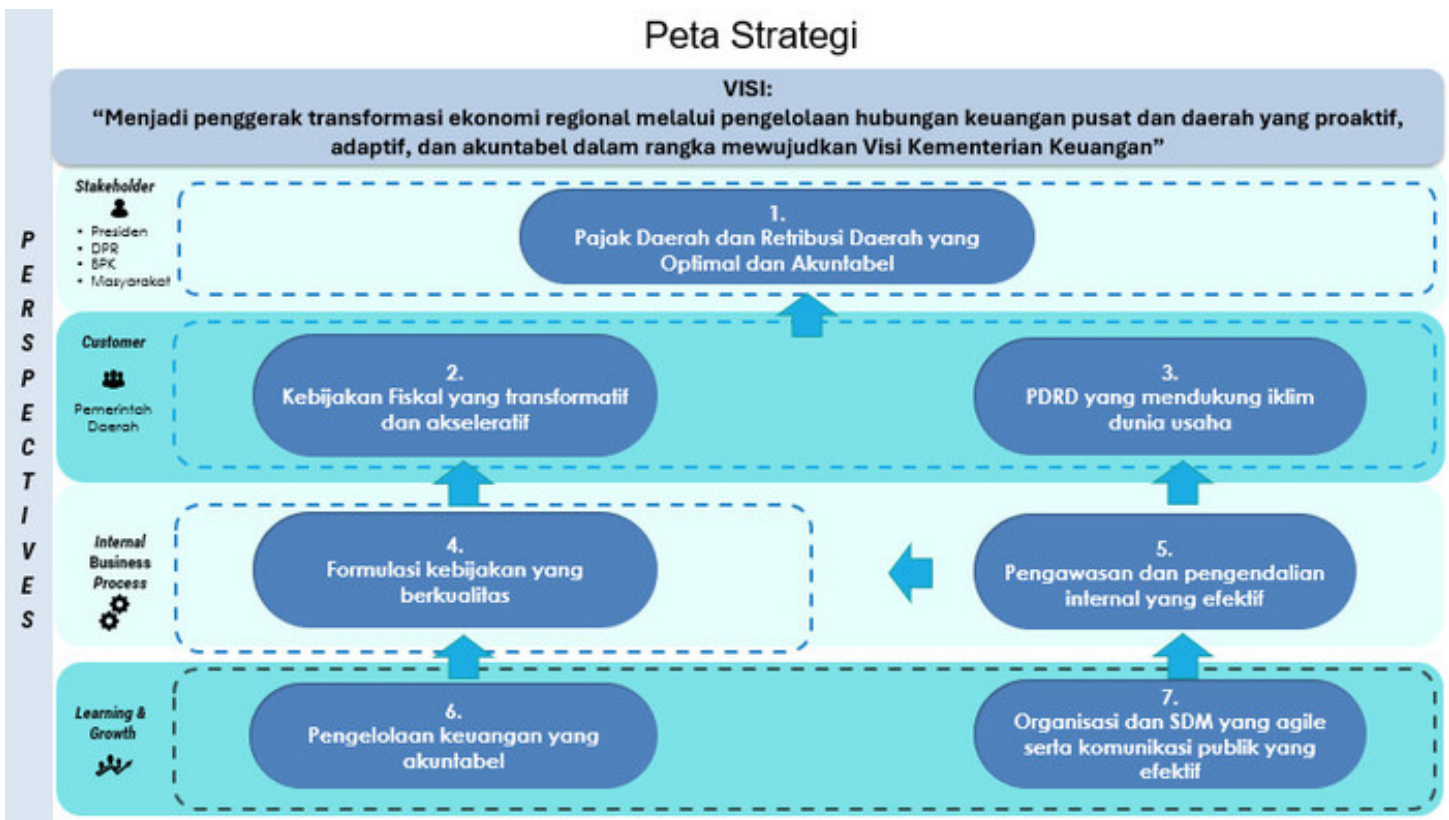 Peta Strategi
VISI:
“Menjadi penggerak transformasi ekonomi regional melalui pengelolaan hubungan keuangan pusat dan daerah yang proaktif,
adaptif, dan akuntabel dalam rangka mewujudkan Visi Kementerian Keuangan”
PERSPECTIVES
Stakeholder
• Presiden
• DPR
• BPK
• Masyarakat
1.
Pajak Daerah dan Retribusi Daerah yang
Optimal dan Akuntabel
Customer
Pemerintah
Daerah
2.
Kebijakan Fiskal yang transformatif
dan akseleratif
3.
PDRD yang mendukung iklim
dunia usaha
Internal
Business
Process
4.
Formulasi kebijakan yang
berkualitas
5.
Pengawasan dan pengendalian
internal yang efektif
Learning &
Growth
6.
Pengelolaan keuangan yang
akuntabel
7.
Organisasi dan SDM yang agile
serta komunikasi publik yang
efektif